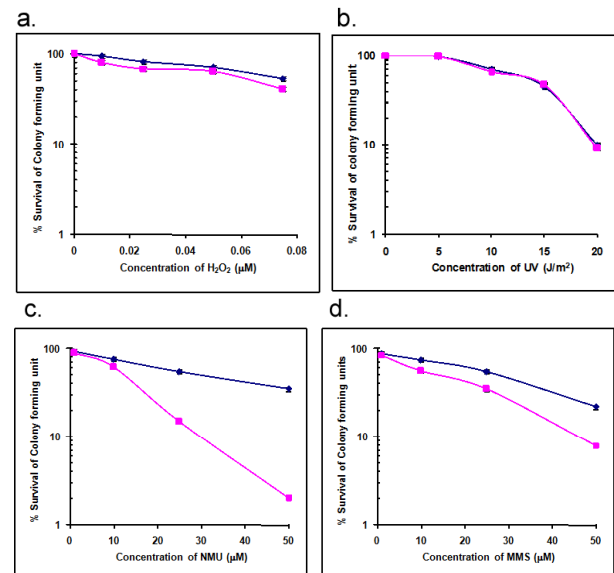 a.
% Survival of Colony forming unit
100
10
1
0
0.02
0.04
0.06
0.08
Concentration of H₂O₂ (µM)
b.
% Survival of colony forming unit
100
10
1
0
5
10
15
20
Concentration of UV (J/m²)
c.
% Survival of Colony forming unit
100
10
1
0
10
20
30
40
50
Concentration of NMU (µM)
d.
% Survival of Colony forming units
100
10
1
0
10
20
30
40
50
Concentration of MMS (µM)